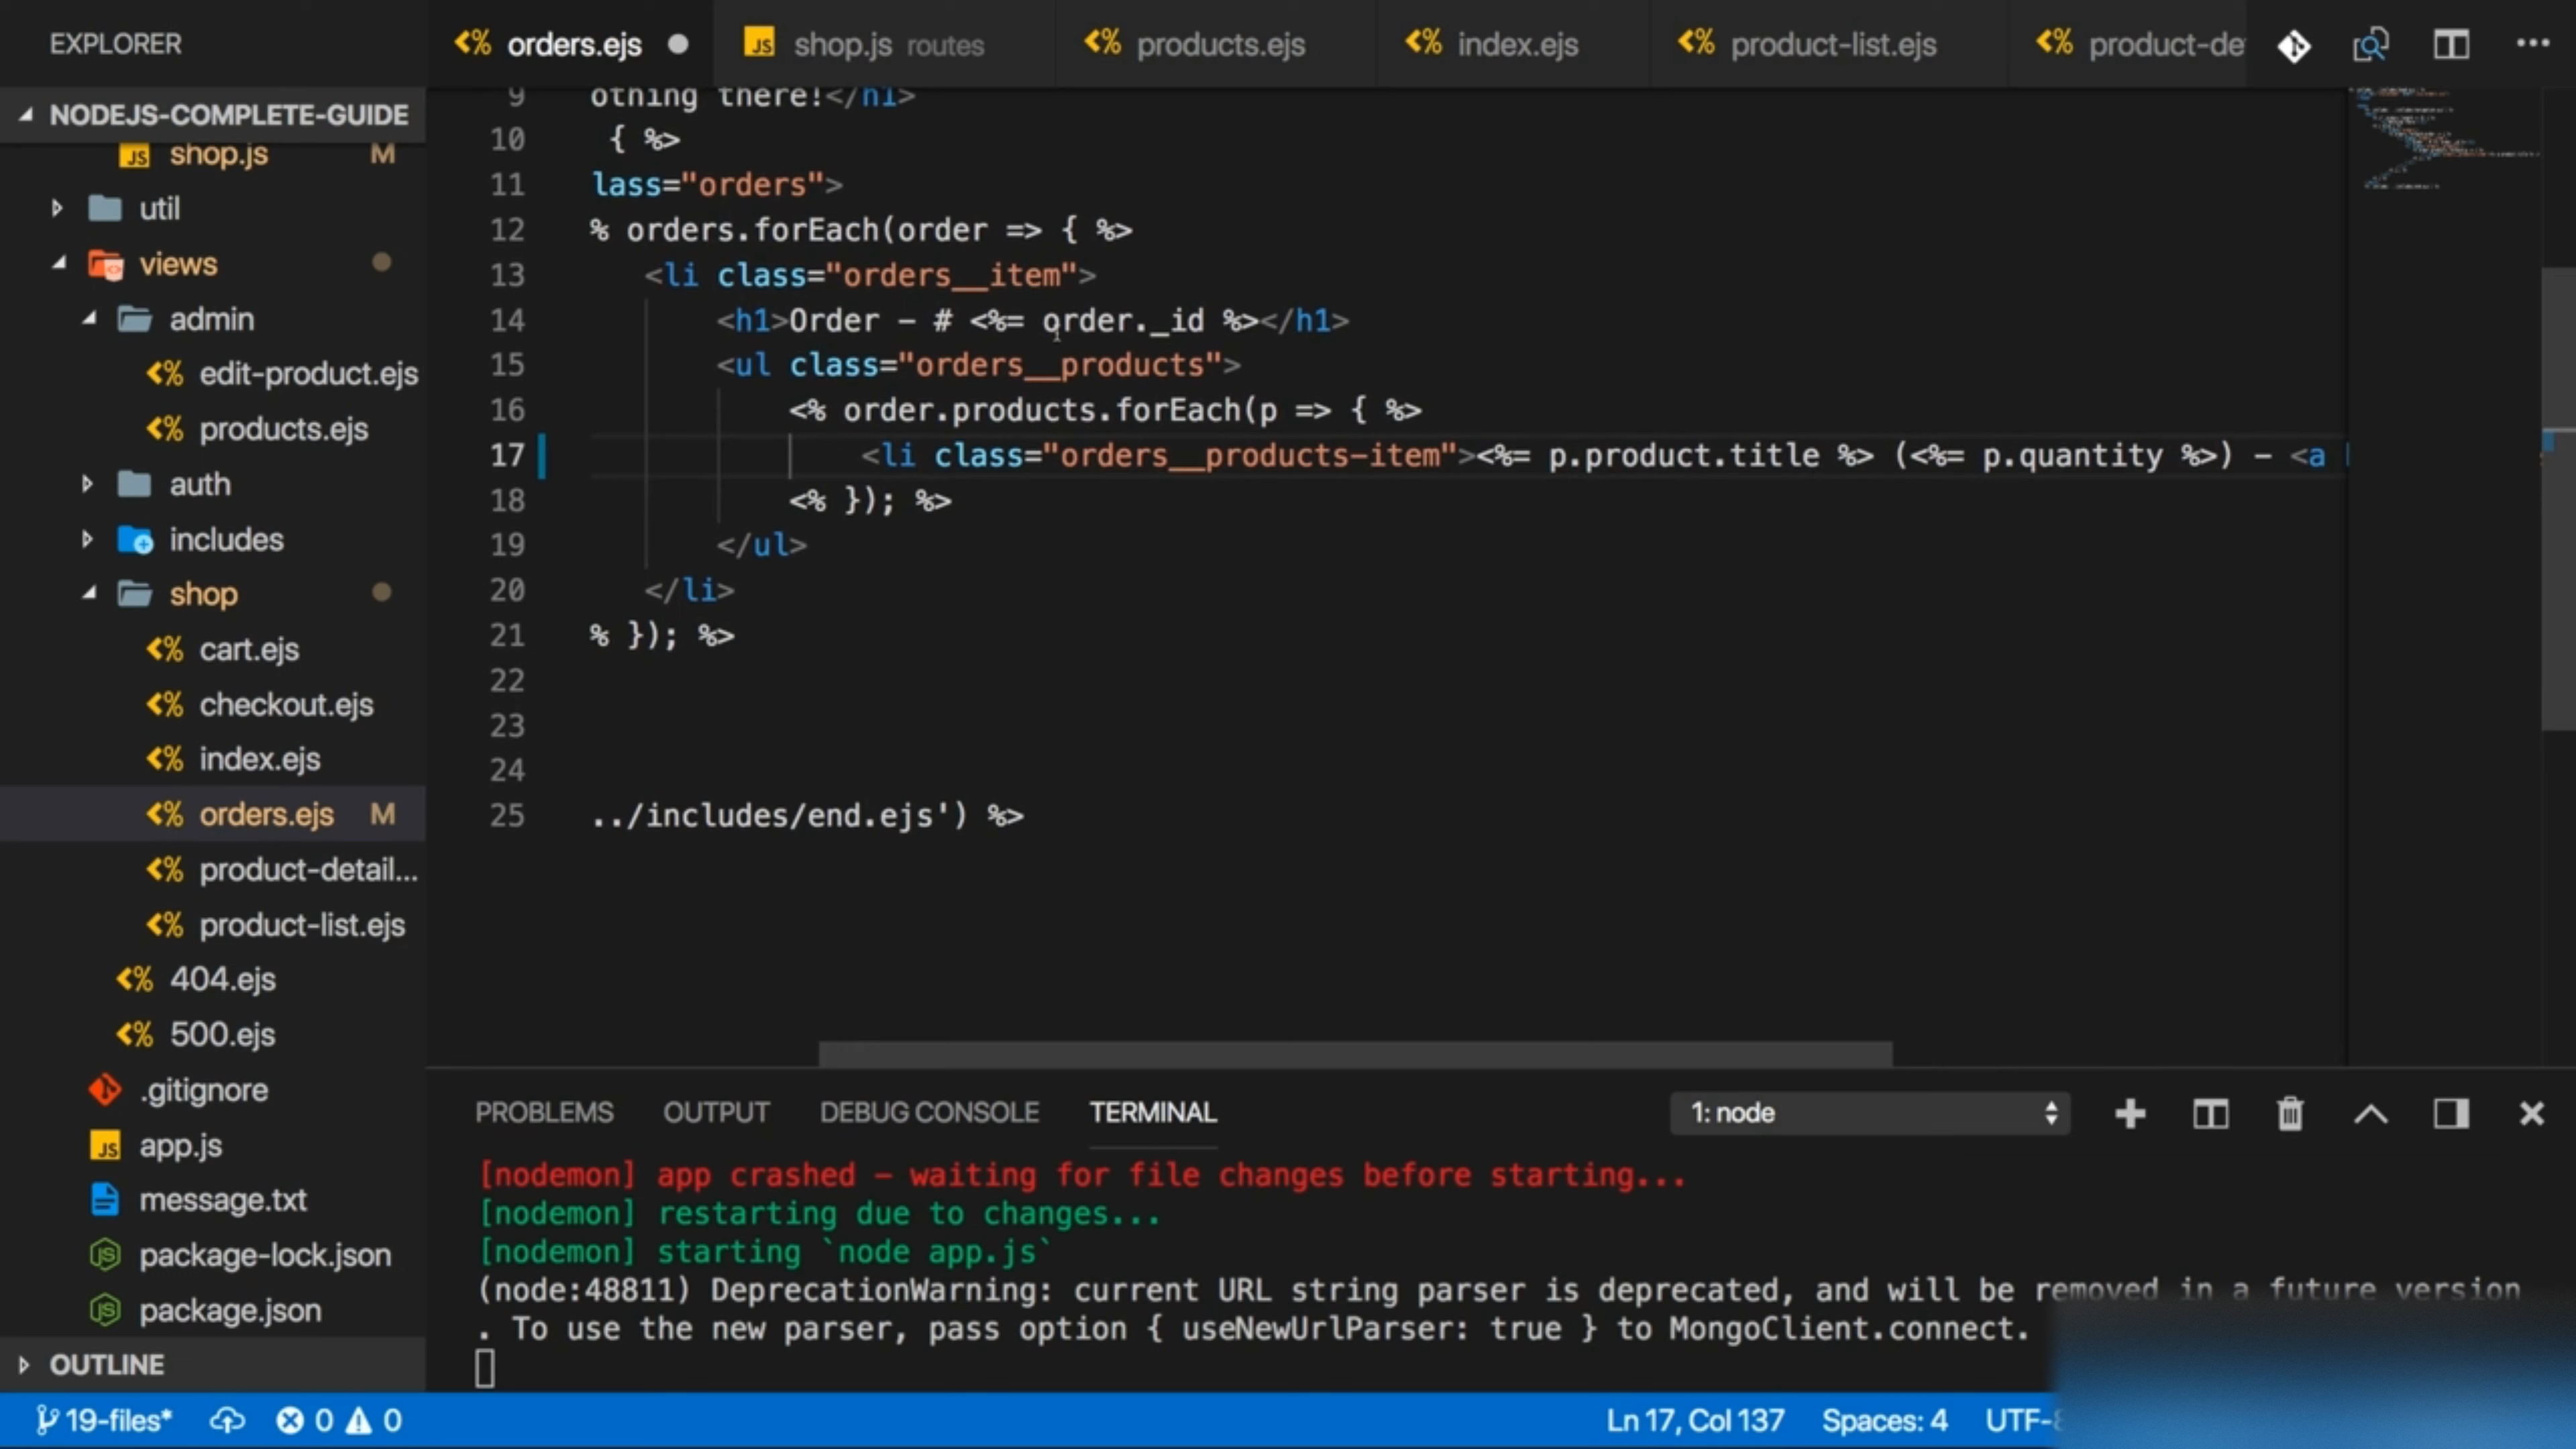 EXPLORER
orders.ejs
shop.js routes
products.ejs
index.ejs
product-list.ejs
product-de
NODEJS-COMPLETE-GUIDE
shop.js M
util
views
admin
edit-product.ejs
products.ejs
auth
includes
shop
cart.ejs
checkout.ejs
index.ejs
orders.ejs M
product-detail...
product-list.ejs
404.ejs
500.ejs
.gitignore
app.js
message.txt
package-lock.json
package.json
OUTLINE
9 othing there!</h1>
10 { %>
11 lass="orders">
12 % orders.forEach(order => { %>
13 <li class="orders__item">
14 <h1>Order - # <%= order._id %></h1>
15 <ul class="orders__products">
16 <% order.products.forEach(p => { %>
17 <li class="orders__products-item"><%= p.product.title %> (<%= p.quantity %>) - <a
18 <% }); %>
19 </ul>
20 </li>
21 % }); %>
22
23
24
25 ../includes/end.ejs') %>
PROBLEMS OUTPUT DEBUG CONSOLE TERMINAL 1: node
[nodemon] app crashed - waiting for file changes before starting...
[nodemon] restarting due to changes...
[nodemon] starting `node app.js`
(node:48811) DeprecationWarning: current URL string parser is deprecated, and will be removed in a future version
. To use the new parser, pass option { useNewUrlParser: true } to MongoClient.connect.
19-files* 0 0 Ln 17, Col 137 Spaces: 4 UTF-8